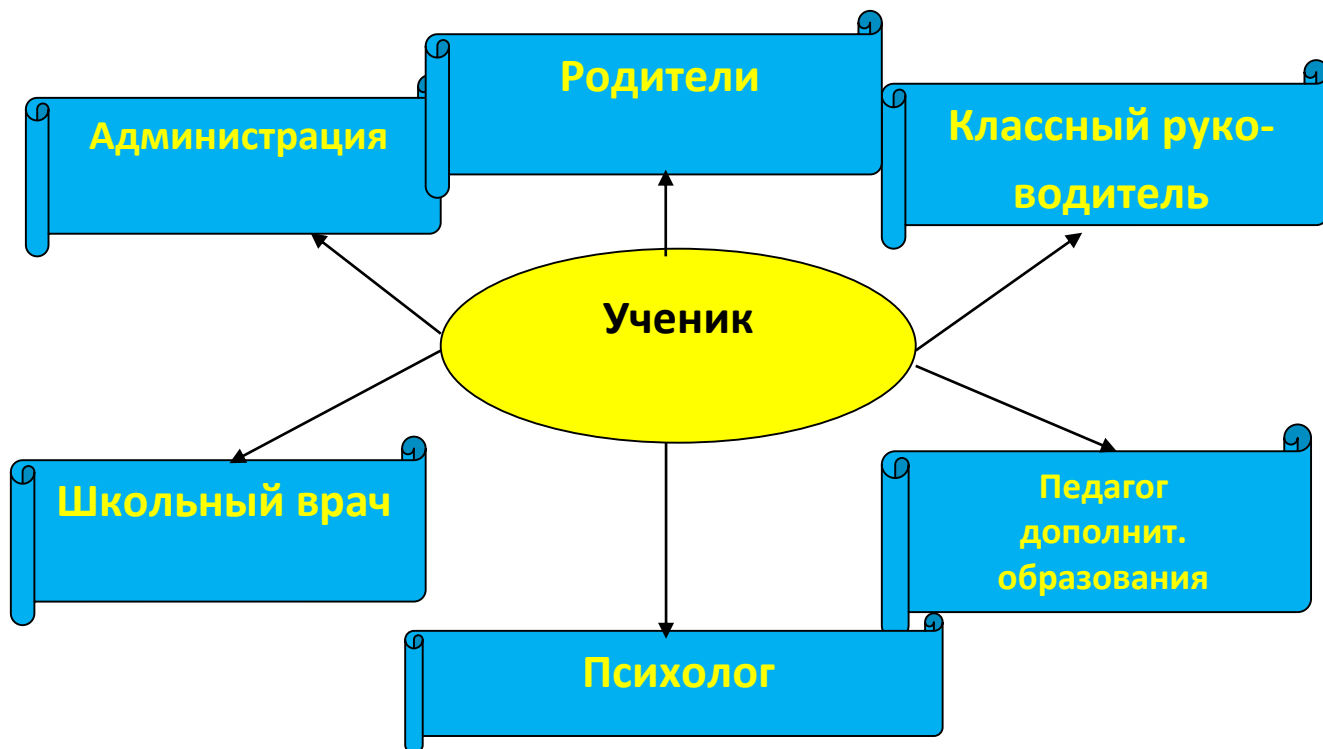 Родители
Администрация
Классный руко-
водитель
Ученик
Школьный врач
Педагог
дополнит.
образования
Психолог